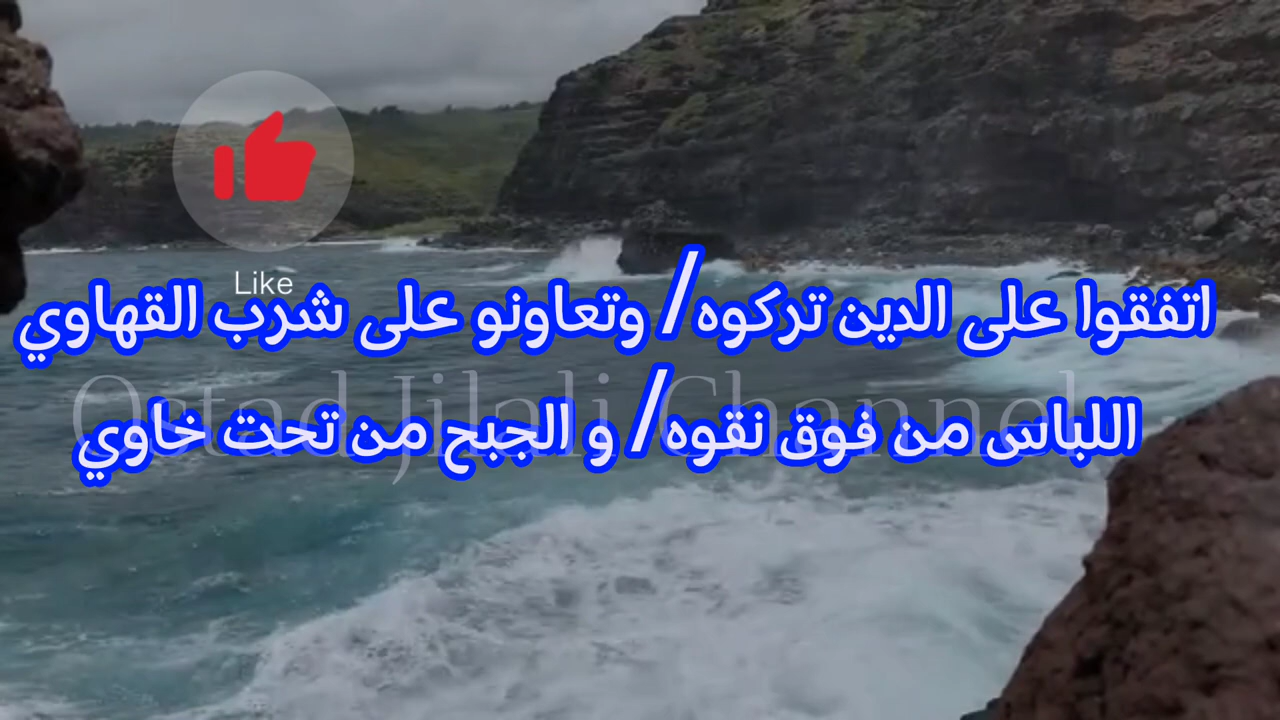 Like
اتفقوا على الدين تركوه/ وتعاونو على شرب القهاوي
اللباس من فوق نقوه/ و الجبح من تحت خاوي
Ostad Jilali Channel